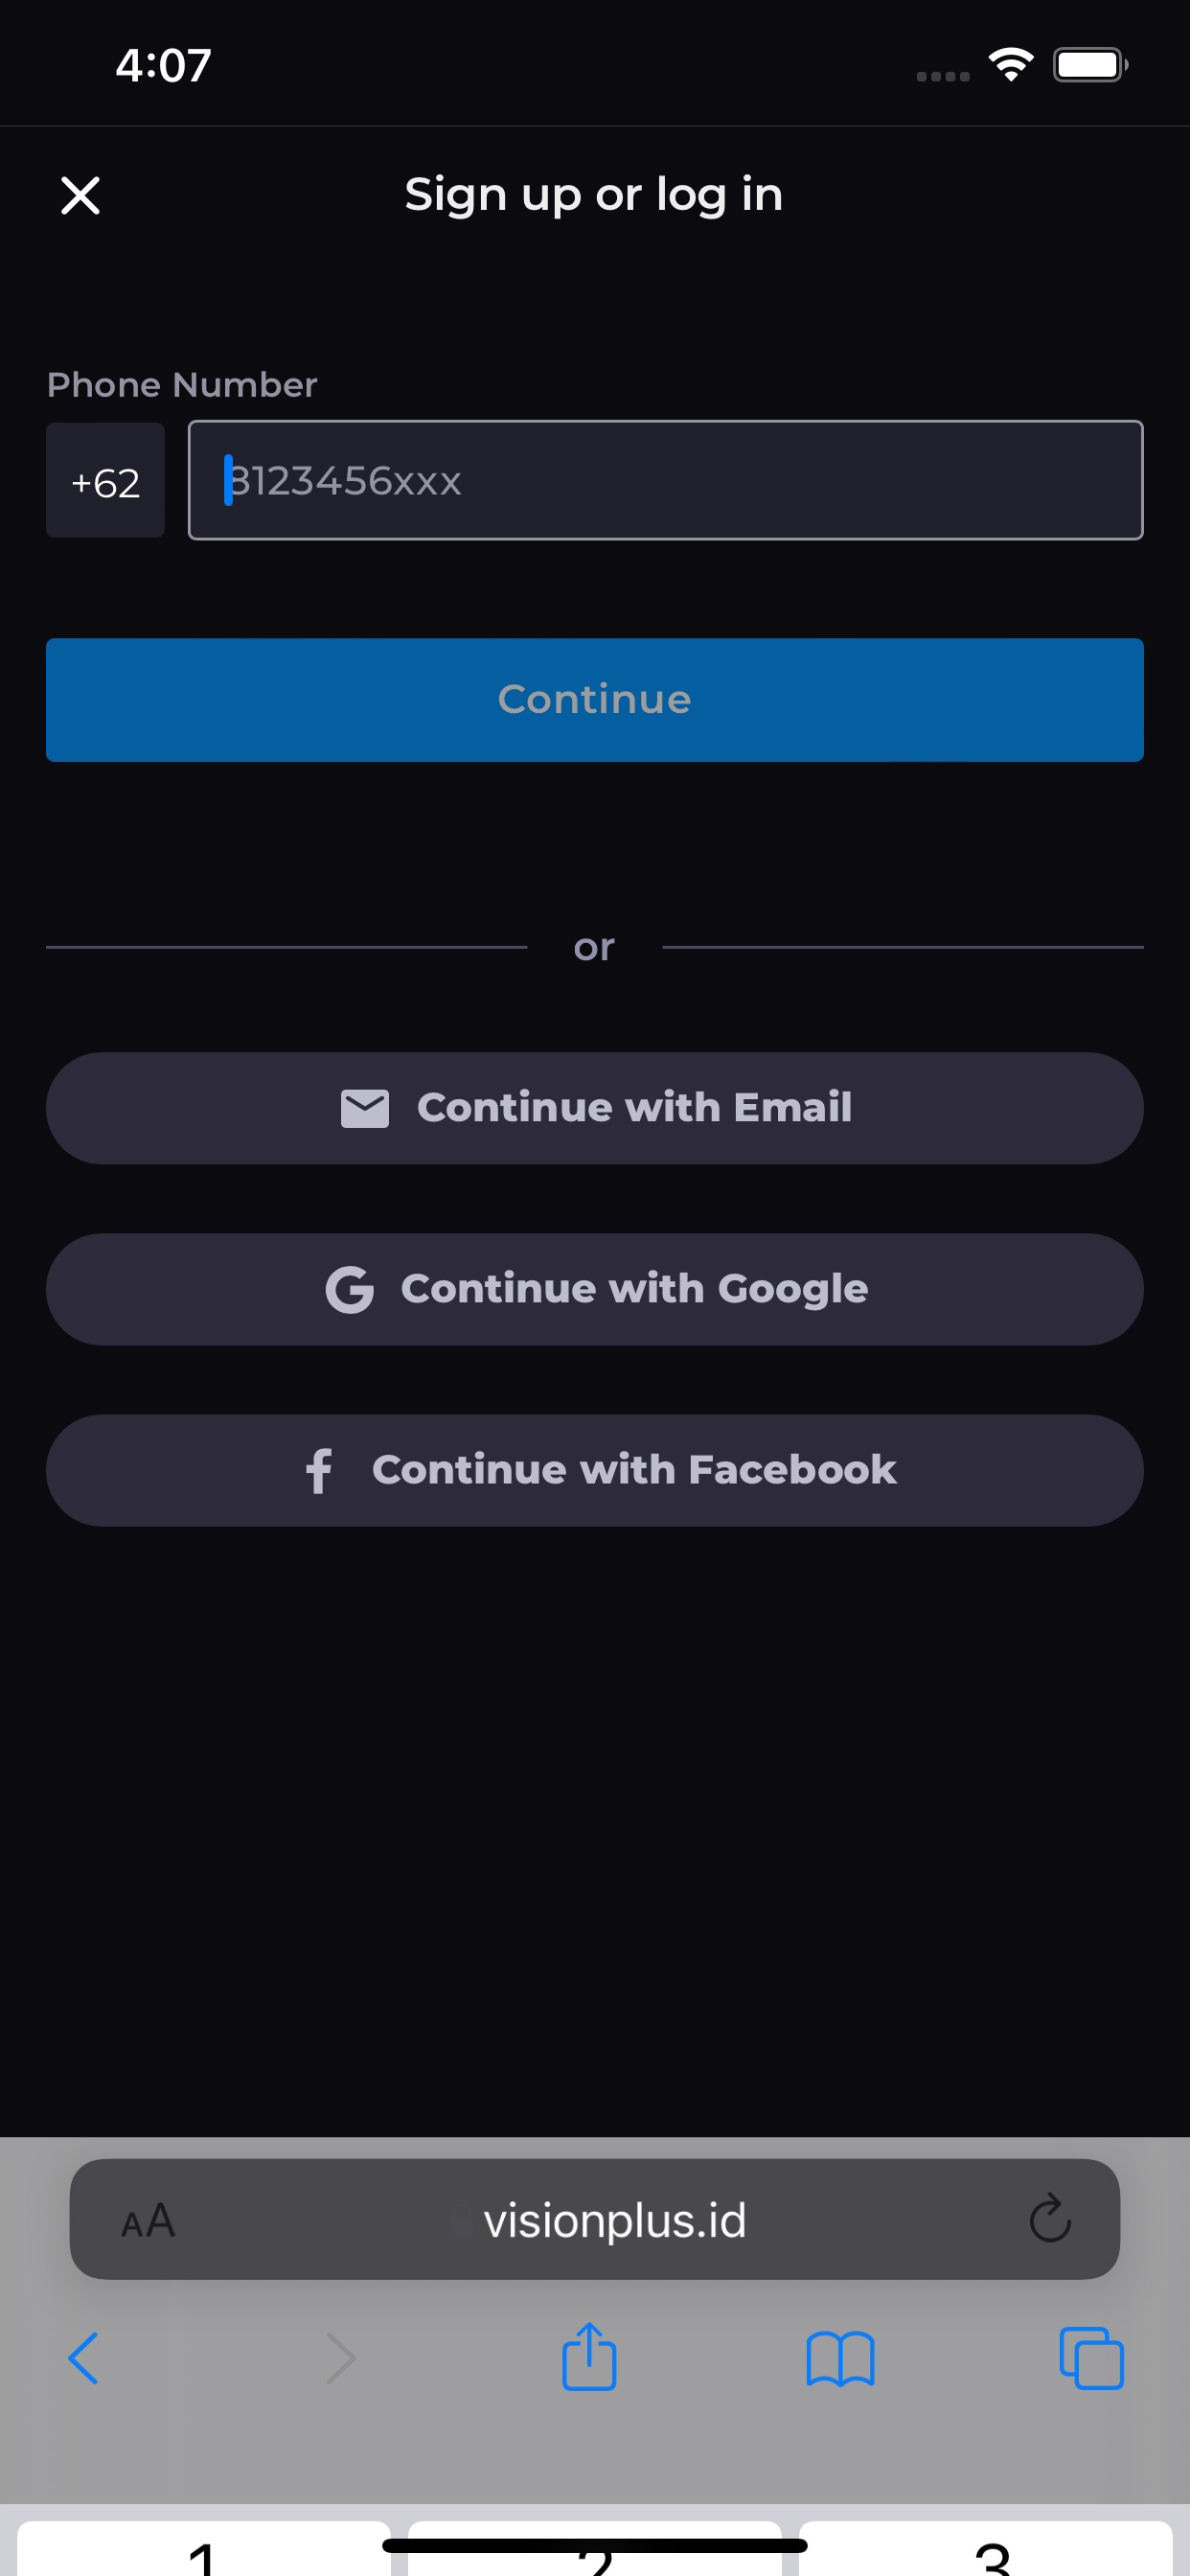 4:07
Sign up or log in
Phone Number
+62
8123456xxx
Continue
or
Continue with Email
Continue with Google
Continue with Facebook
AA
visionplus.id
1 2 3